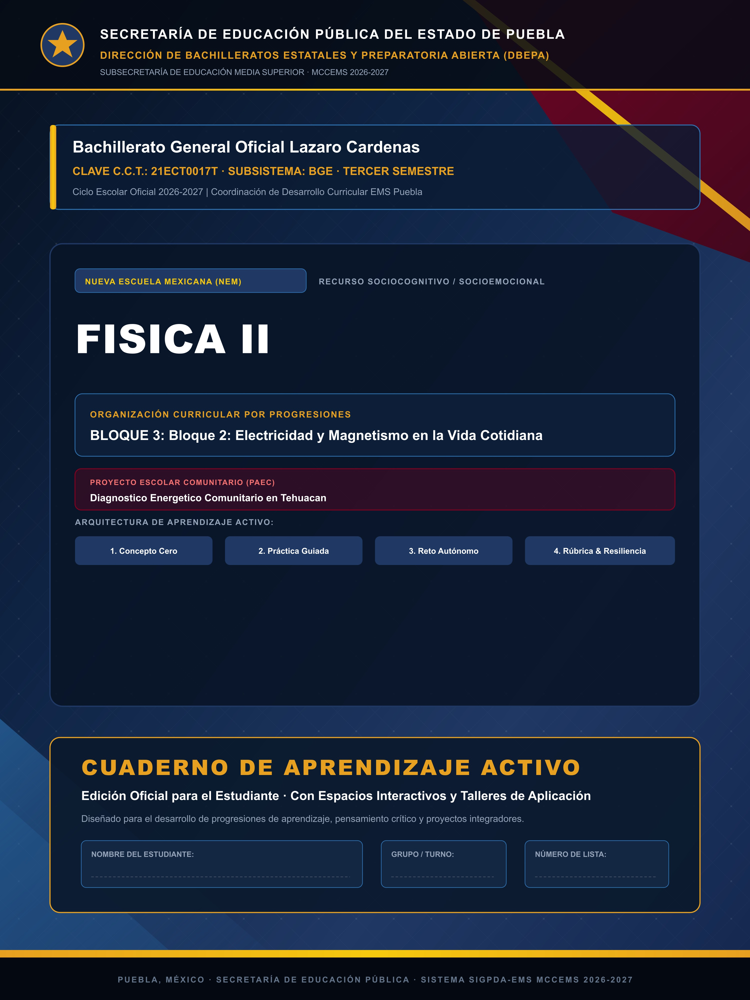 SECRETARÍA DE EDUCACIÓN PÚBLICA DEL ESTADO DE PUEBLA
DIRECCIÓN DE BACHILLERATOS ESTATALES Y PREPARATORIA ABIERTA (DBEPA)
SUBSECRETARÍA DE EDUCACIÓN MEDIA SUPERIOR · MCCEMS 2026-2027
Bachillerato General Oficial Lazaro Cardenas
CLAVE C.C.T.: 21ECT0017T · SUBSISTEMA: BGE · TERCER SEMESTRE
Ciclo Escolar Oficial 2026-2027 | Coordinación de Desarrollo Curricular EMS Puebla
NUEVA ESCUELA MEXICANA (NEM)
RECURSO SOCIOCOGNITIVO / SOCIOEMOCIONAL
FISICA II
ORGANIZACIÓN CURRICULAR POR PROGRESIONES
BLOQUE 3: Bloque 2: Electricidad y Magnetismo en la Vida Cotidiana
PROYECTO ESCOLAR COMUNITARIO (PAEC)
Diagnostico Energetico Comunitario en Tehuacan
ARQUITECTURA DE APRENDIZAJE ACTIVO:
1. Concepto Cero
2. Práctica Guiada
3. Reto Autónomo
4. Rúbrica & Resiliencia
CUADERNO DE APRENDIZAJE ACTIVO
Edición Oficial para el Estudiante · Con Espacios Interactivos y Talleres de Aplicación
Diseñado para el desarrollo de progresiones de aprendizaje, pensamiento crítico y proyectos integradores.
NOMBRE DEL ESTUDIANTE:
GRUPO / TURNO:
NÚMERO DE LISTA:
PUEBLA, MÉXICO · SECRETARÍA DE EDUCACIÓN PÚBLICA · SISTEMA SIGPDA-EMS MCCEMS 2026-2027